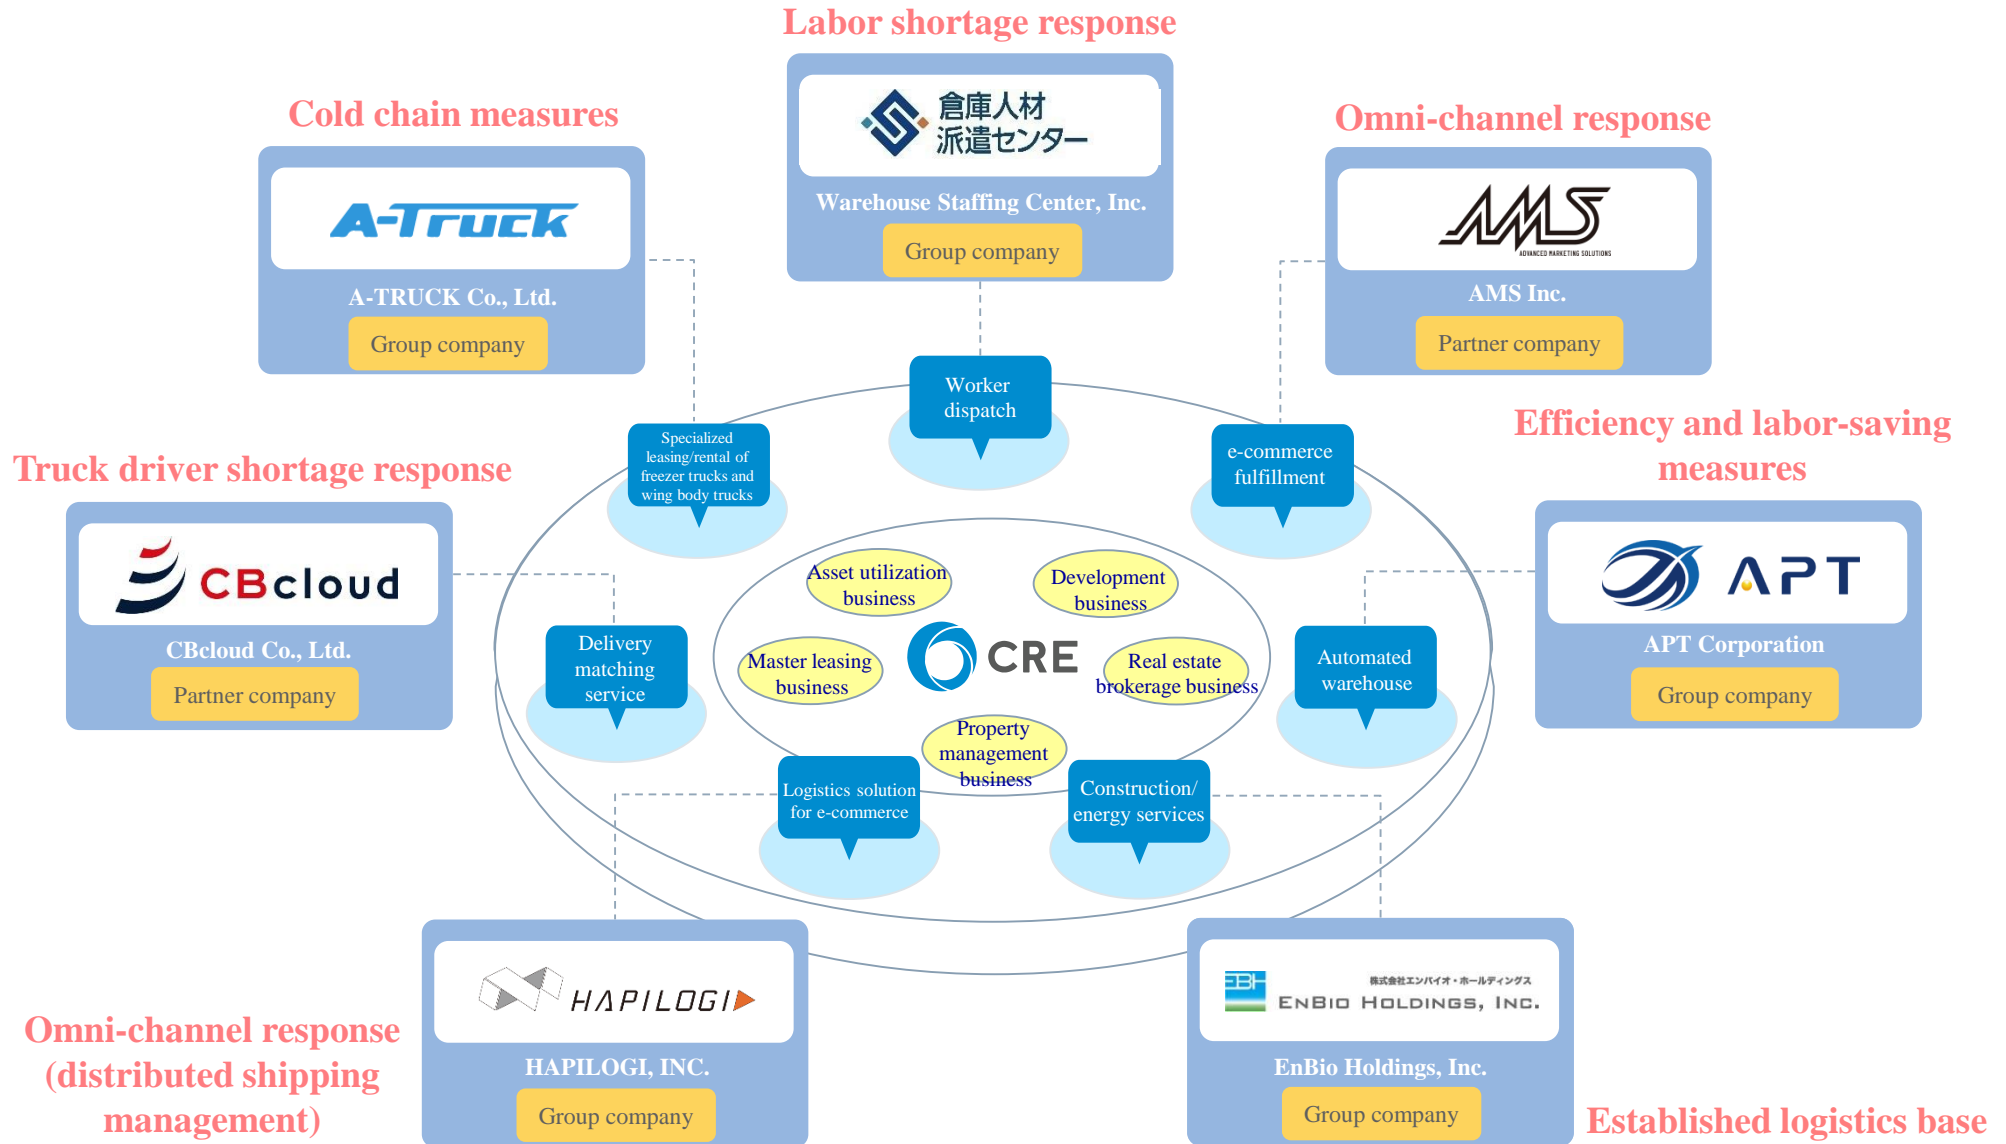 Labor shortage response
倉庫人材
派遣センター
Warehouse Staffing Center, Inc.
Group company
Cold chain measures
A-TRUCK
A-TRUCK Co., Ltd.
Group company
Omni-channel response
AMS
ADVANCED MARKETING SOLUTIONS
AMS Inc.
Partner company
Truck driver shortage response
CBcloud
CBcloud Co., Ltd.
Partner company
Efficiency and labor-saving
measures
APT
APT Corporation
Group company
Worker
dispatch
Specialized
leasing/rental of
freezer trucks and
wing body trucks
e-commerce
fulfillment
Delivery
matching
service
Automated
warehouse
Logistics solution
for e-commerce
Construction/
energy services
Asset utilization
business
Development
business
Master leasing
business
CRE
Real estate
brokerage business
Property
management
business
Omni-channel response
(distributed shipping
management)
HAPILOGI
HAPILOGI, INC.
Group company
EBH
株式会社エンバイオ・ホールディングス
ENBIO HOLDINGS, INC.
EnBio Holdings, Inc.
Group company
Established logistics base